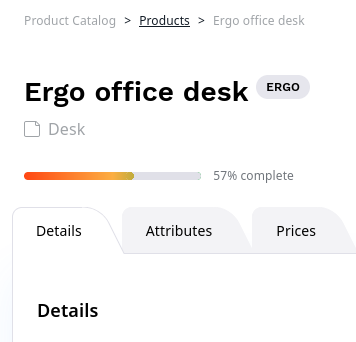 Product Catalog > Products > Ergo office desk
Ergo office desk ERGO
Desk
57% complete
Details Attributes Prices
Details